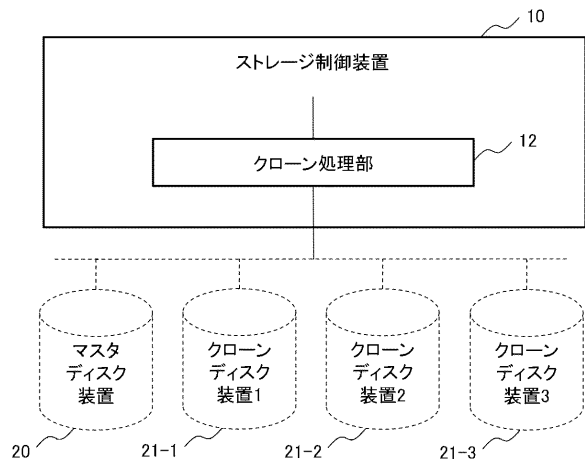 10
ストレージ制御装置
12
クローン処理部
マスタ
ディスク
装置
クローン
ディスク
装置1
クローン
ディスク
装置2
クローン
ディスク
装置3
20
21-1
21-2
21-3